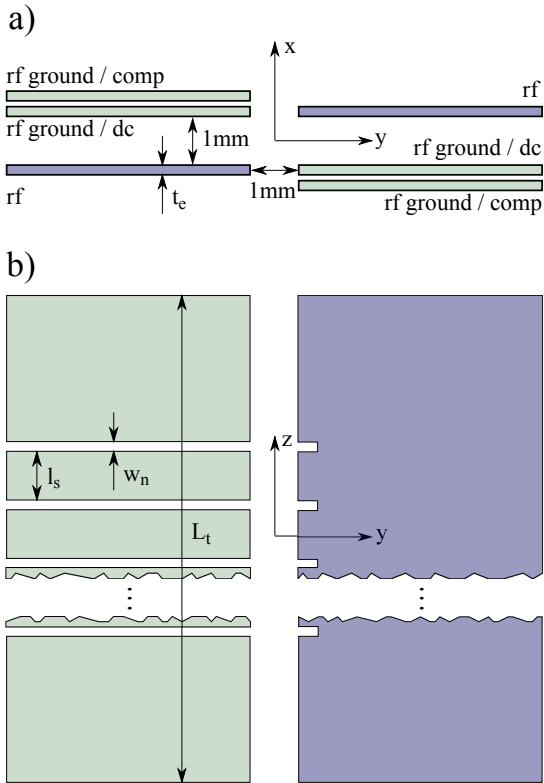 a)
x
rf ground / comp
rf
rf ground / dc
1mm
y
rf ground / dc
rf
t_e
1mm
rf ground / comp
b)
z
l_s
w_n
L_t
y